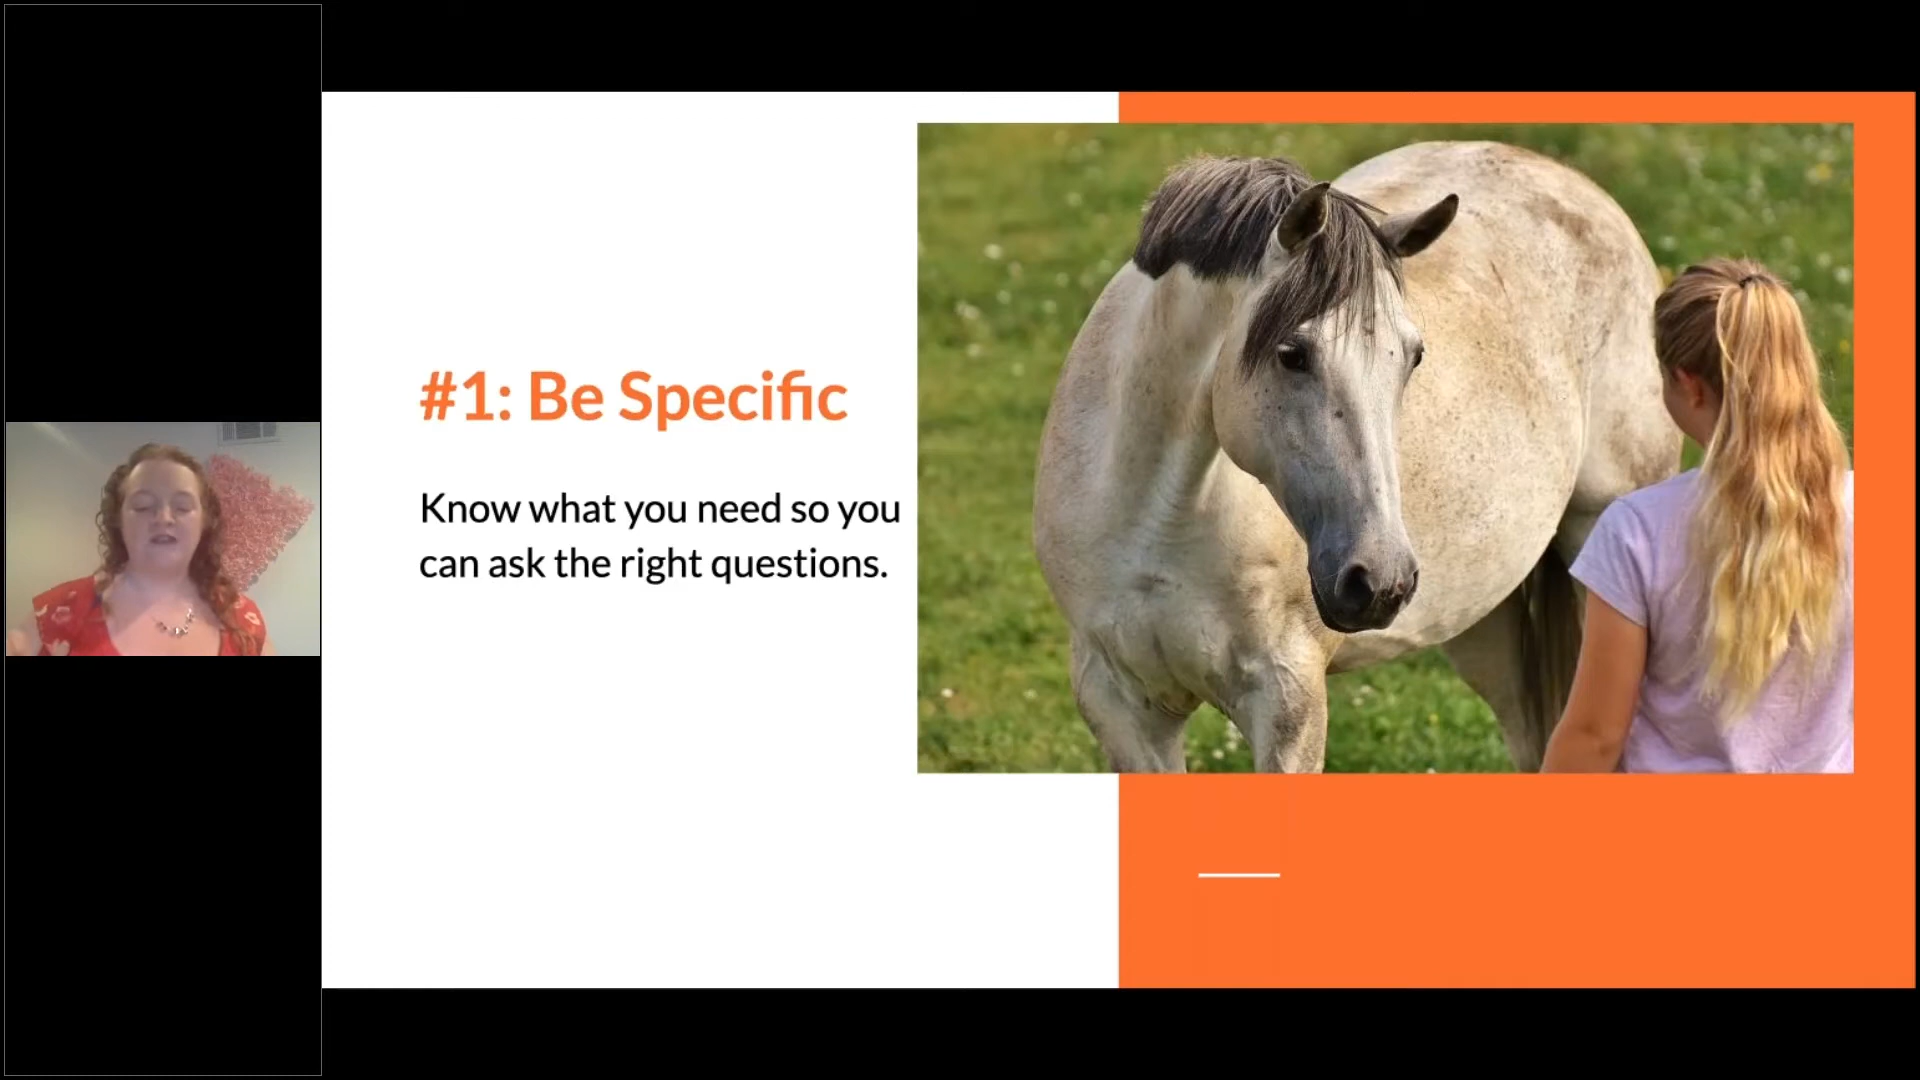 #1: Be Specific
Know what you need so you
can ask the right questions.